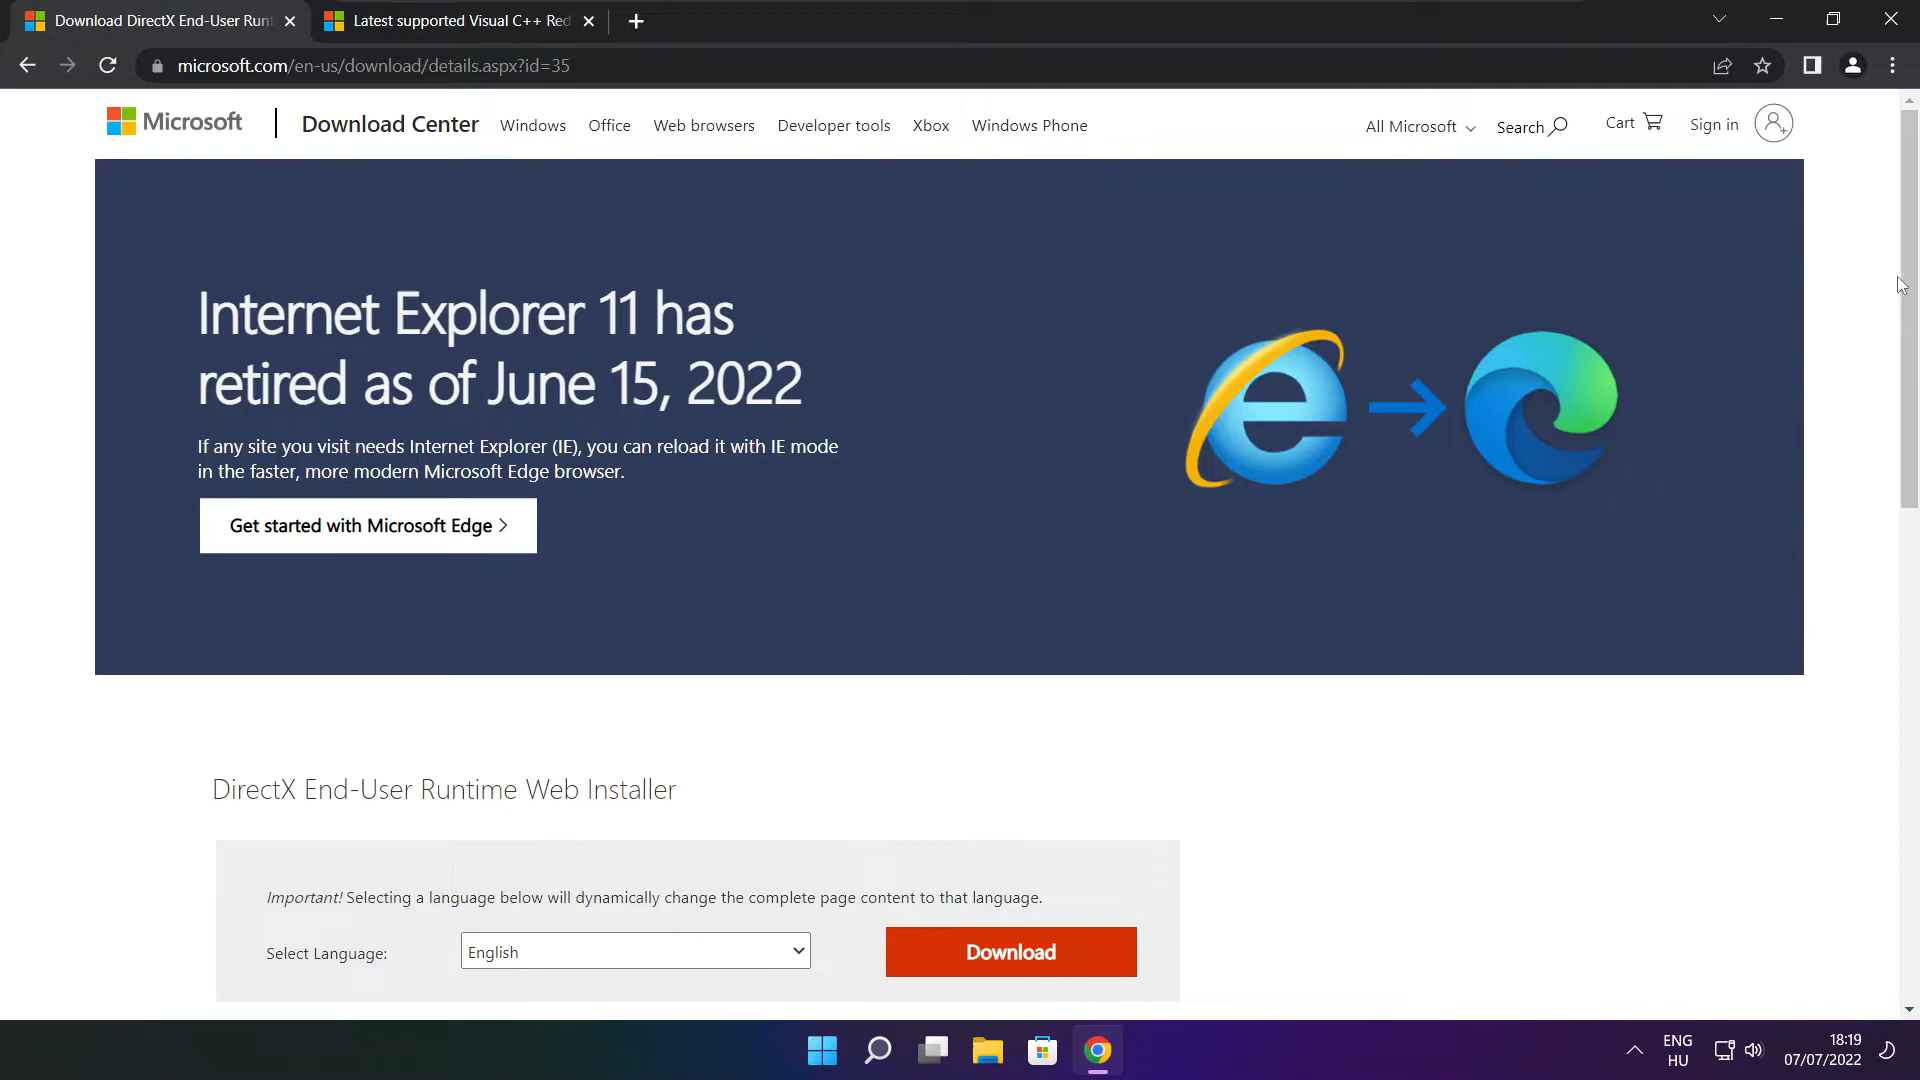 Download DirectX End-User Runt
Latest supported Visual C++ Red
microsoft.com/en-us/download/details.aspx?id=35
Microsoft
Download Center
Windows
Office
Web browsers
Developer tools
Xbox
Windows Phone
All Microsoft
Search
Cart
Sign in
Internet Explorer 11 has
retired as of June 15, 2022
If any site you visit needs Internet Explorer (IE), you can reload it with IE mode
in the faster, more modern Microsoft Edge browser.
Get started with Microsoft Edge >
DirectX End-User Runtime Web Installer
Important! Selecting a language below will dynamically change the complete page content to that language.
Select Language:
English
Download
ENG
HU
18:19
07/07/2022